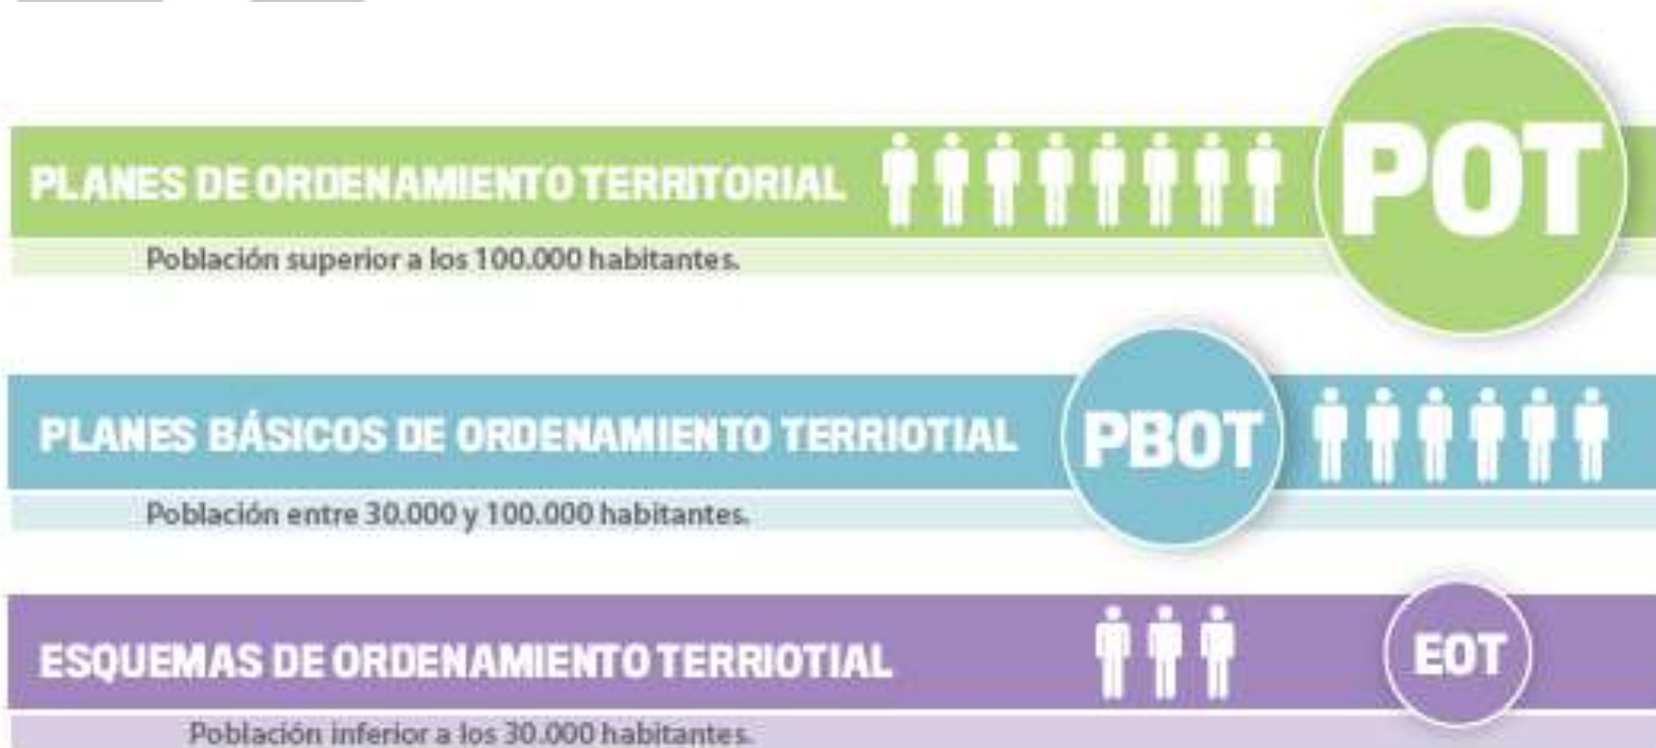 PLANES DE ORDENAMIENTO TERRITORIAL
POT
Población superior a los 100.000 habitantes.
PLANES BÁSICOS DE ORDENAMIENTO TERRIOTIAL
PBOT
Población entre 30.000 y 100.000 habitantes.
ESQUEMAS DE ORDENAMIENTO TERRIOTIAL
EOT
Población inferior a los 30.000 habitantes.